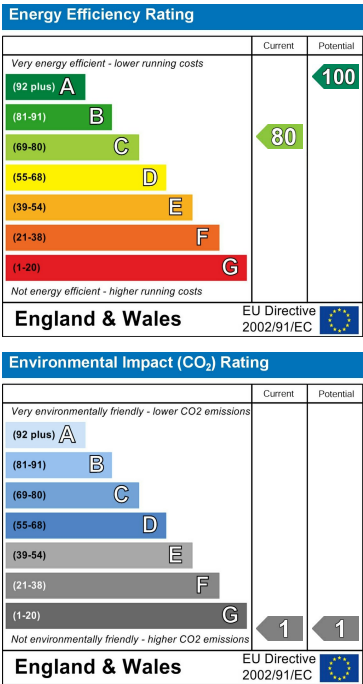 Energy Efficiency Rating
Current Potential
Very energy efficient - lower running costs
(92 plus) A 100
(81-91) B
80
(69-80) C
(55-68) D
(39-54) E
(21-38) F
(1-20) G
Not energy efficient - higher running costs
England & Wales
EU Directive
2002/91/EC
Environmental Impact (CO₂) Rating
Current Potential
Very environmentally friendly - lower CO2 emissions
(92 plus) A
(81-91) B
(69-80) C
(55-68) D
(39-54) E
(21-38) F
(1-20) G 1 1
Not environmentally friendly - higher CO2 emissions
England & Wales
EU Directive
2002/91/EC